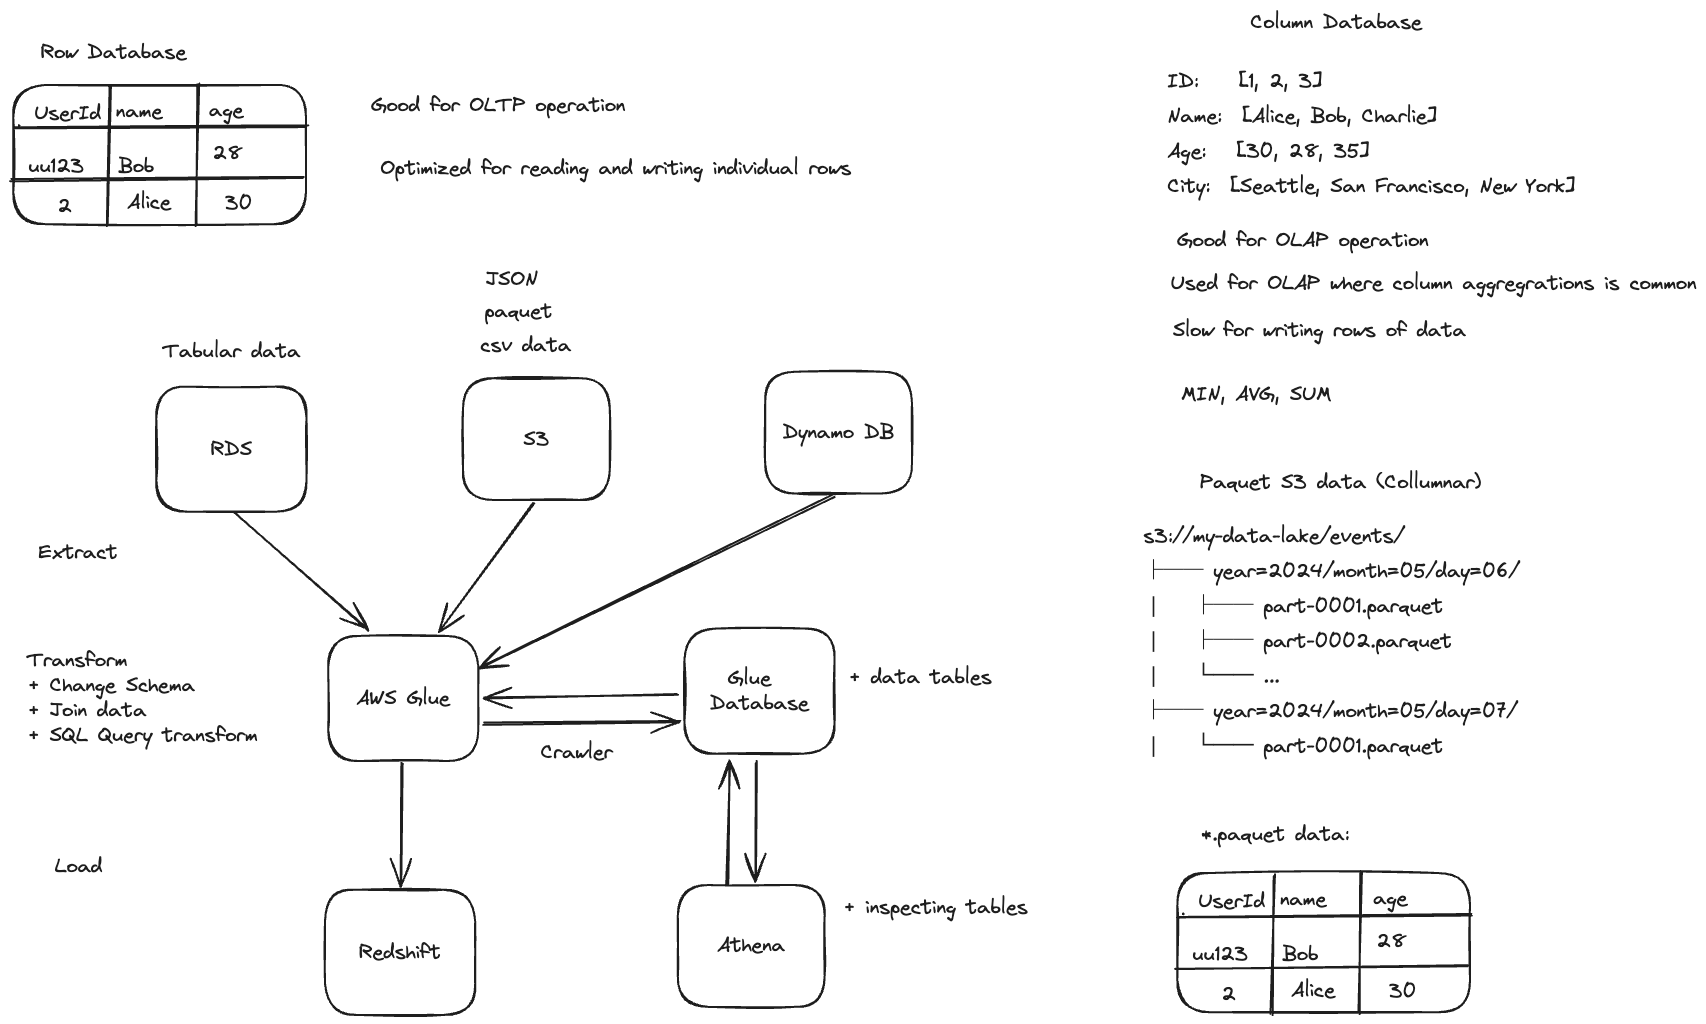 Row Database
UserId name age
uu123 Bob 28
2 Alice 30
Good for OLTP operation
Optimized for reading and writing individual rows
JSON
paquet
csv data
Tabular data
RDS
S3
Dynamo DB
Extract
Transform
+ Change Schema
+ Join data
+ SQL Query transform
AWS Glue
Crawler
Glue
Database
+ data tables
Load
Redshift
Athena
+ inspecting tables
Column Database
ID: [1, 2, 3]
Name: [Alice, Bob, Charlie]
Age: [30, 28, 35]
City: [Seattle, San Francisco, New York]
Good for OLAP operation
Used for OLAP where column aggregrations is common
Slow for writing rows of data
MIN, AVG, SUM
Paquet S3 data (Collumnar)
s3://my-data-lake/events/
├── year=2024/month=05/day=06/
│ ├── part-0001.parquet
│ ├── part-0002.parquet
│ └── ...
├── year=2024/month=05/day=07/
│ └── part-0001.parquet
*.paquet data:
UserId name age
uu123 Bob 28
2 Alice 30